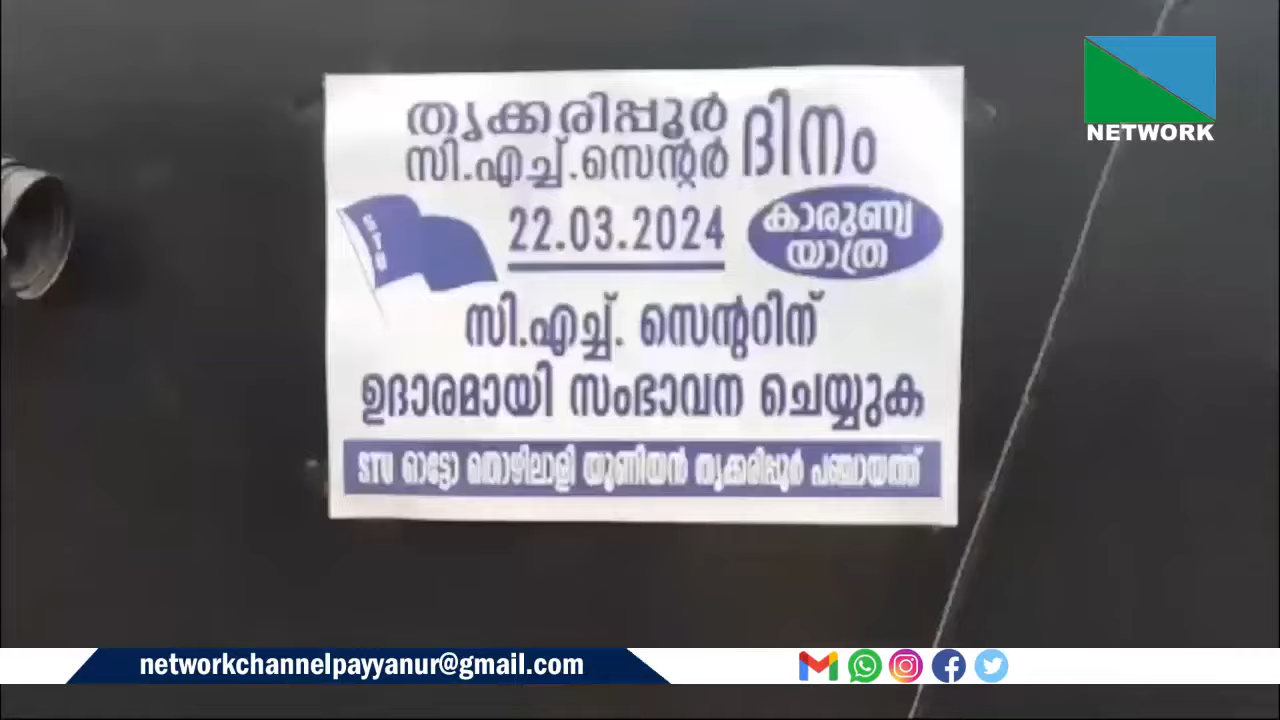 NETWORK
തൃക്കരിപ്പൂർ
സി.എച്ച്.സെന്റർ ദിനം
22.03.2024
കാരുണ്യ
യാത്ര
സി.എച്ച്. സെന്ററിന്
ഉദാരമായി സംഭാവന ചെയ്യുക
STU ഓട്ടോ തൊഴിലാളി യൂണിയൻ തൃക്കരിപ്പൂർ പഞ്ചായത്ത്
networkchannelpayyanur@gmail.com